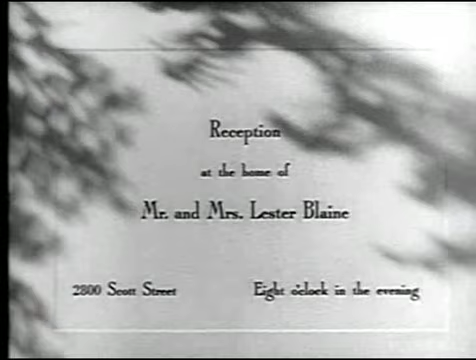 Reception
at the home of
Mr. and Mrs. Lester Blaine
2800 Scott Street Eight o'clock in the evening